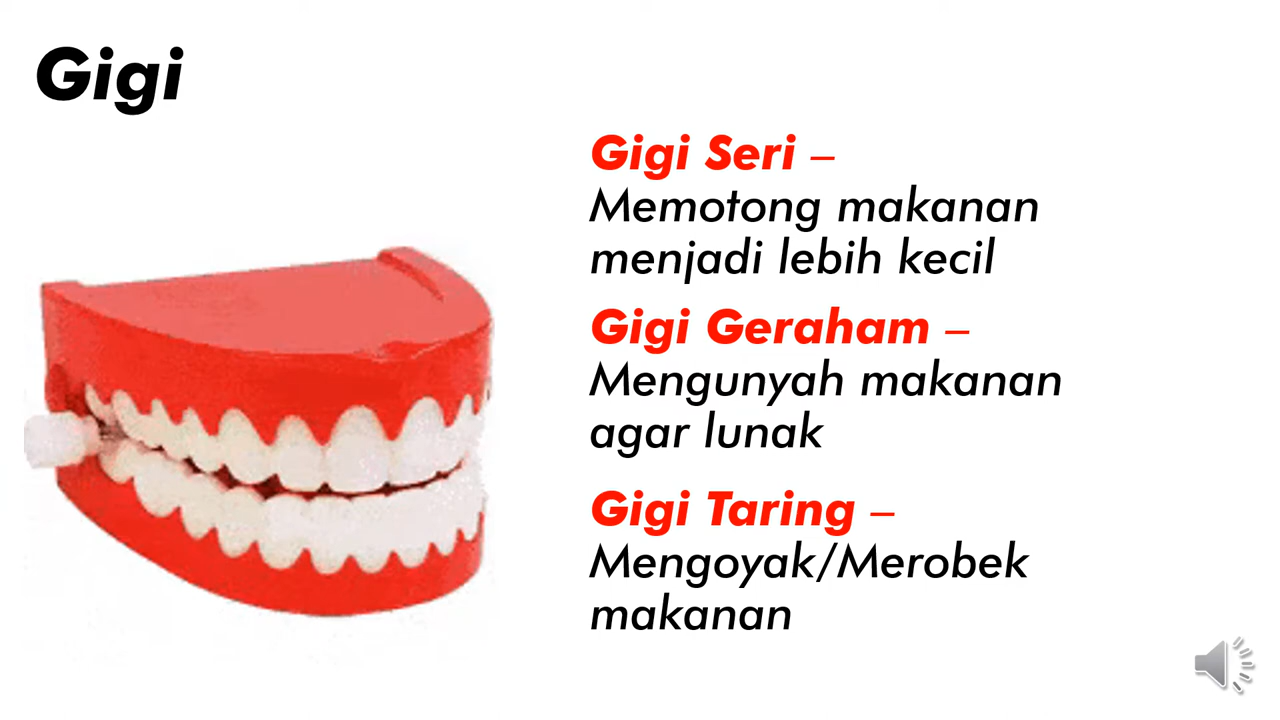 Gigi
Gigi Seri –
Memotong makanan
menjadi lebih kecil
Gigi Geraham –
Mengunyah makanan
agar lunak
Gigi Taring –
Mengoyak/Merobek
makanan